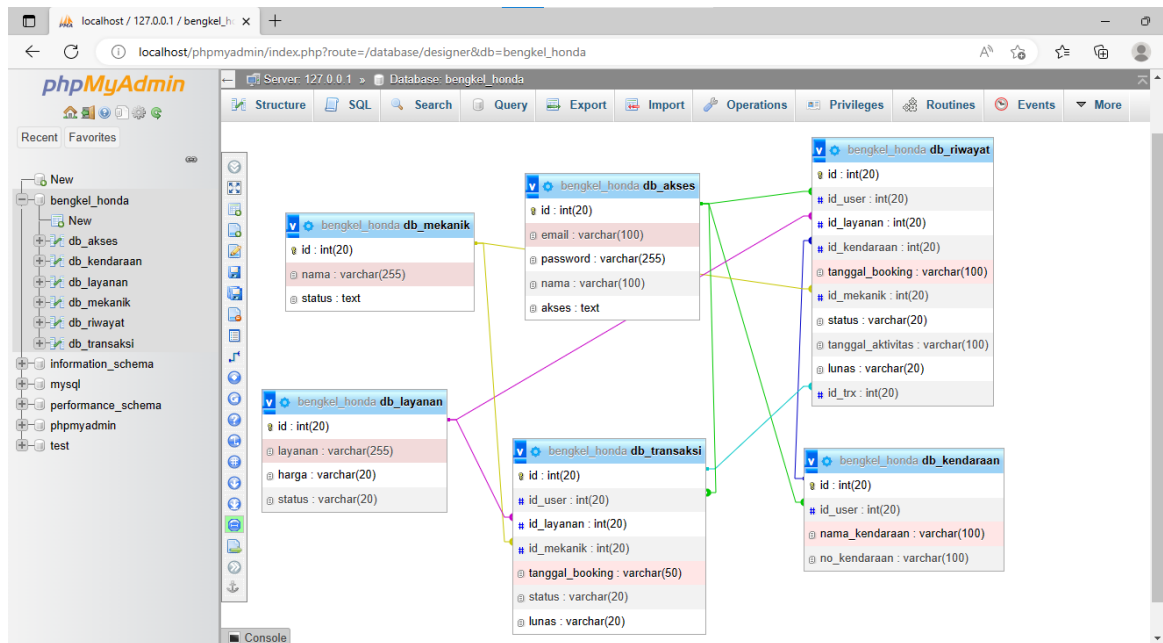 localhost / 127.0.0.1 / bengkel_h
localhost/phpmyadmin/index.php?route=/database/designer&db=bengkel_honda
phpMyAdmin
Recent Favorites
New
bengkel_honda
New
db_akses
db_kendaraan
db_layanan
db_mekanik
db_riwayat
db_transaksi
information_schema
mysql
performance_schema
phpmyadmin
test
Server: 127.0.0.1 » Database: bengkel_honda
Structure SQL Search Query Export Import Operations Privileges Routines Events More
bengkel_honda db_mekanik
id : int(20)
nama : varchar(255)
status : text
bengkel_honda db_akses
id : int(20)
email : varchar(100)
password : varchar(255)
nama : varchar(100)
akses : text
bengkel_honda db_riwayat
id : int(20)
id_user : int(20)
id_layanan : int(20)
id_kendaraan : int(20)
tanggal_booking : varchar(100)
id_mekanik : int(20)
status : varchar(20)
tanggal_aktivitas : varchar(100)
lunas : varchar(20)
id_trx : int(20)
bengkel_honda db_layanan
id : int(20)
layanan : varchar(255)
harga : varchar(20)
status : varchar(20)
bengkel_honda db_transaksi
id : int(20)
id_user : int(20)
id_layanan : int(20)
id_mekanik : int(20)
tanggal_booking : varchar(50)
status : varchar(20)
lunas : varchar(20)
bengkel_honda db_kendaraan
id : int(20)
id_user : int(20)
nama_kendaraan : varchar(100)
no_kendaraan : varchar(100)
Console